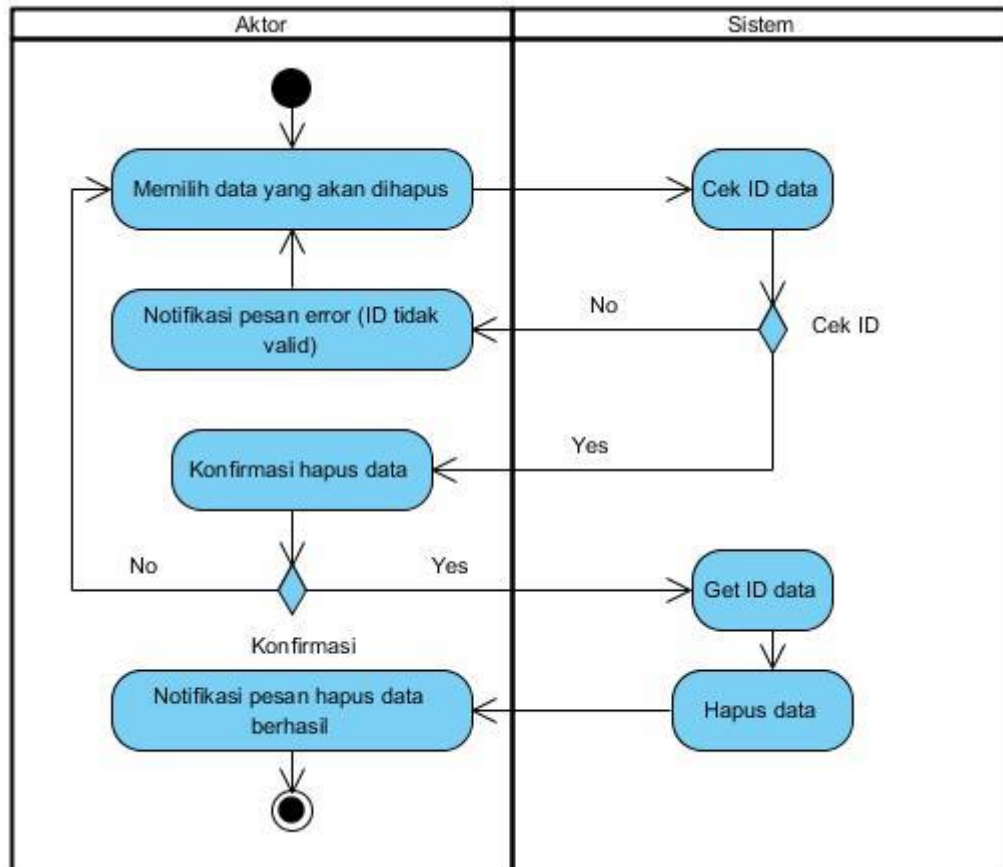 Aktor
Sistem
Memilih data yang akan dihapus
Cek ID data
Notifikasi pesan error (ID tidak
valid)
No
Cek ID
Yes
Konfirmasi hapus data
No
Yes
Get ID data
Konfirmasi
Notifikasi pesan hapus data
berhasil
Hapus data